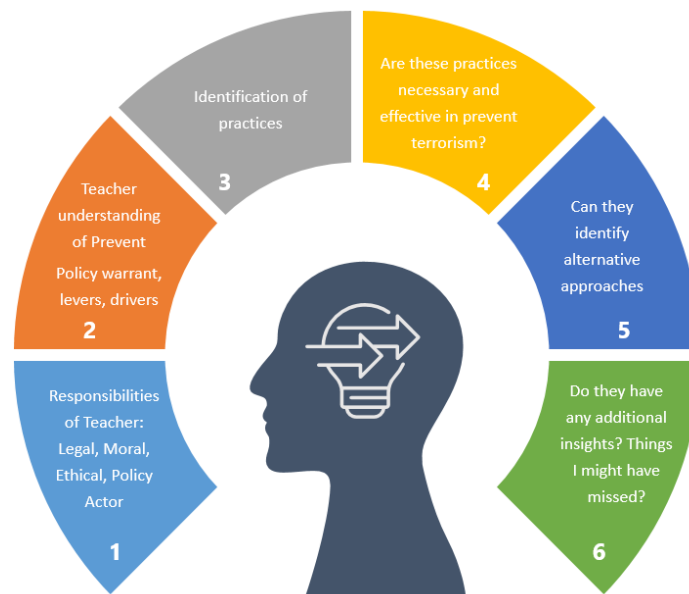 Responsibilities
of Teacher:
Legal, Moral,
Ethical, Policy
Actor
1
Teacher
understanding
of Prevent
Policy warrant,
levers, drivers
2
Identification of
practices
3
Are these practices
necessary and
effective in prevent
terrorism?
4
Can they
identify
alternative
approaches
5
Do they have
any additional
insights? Things
I might have
missed?
6